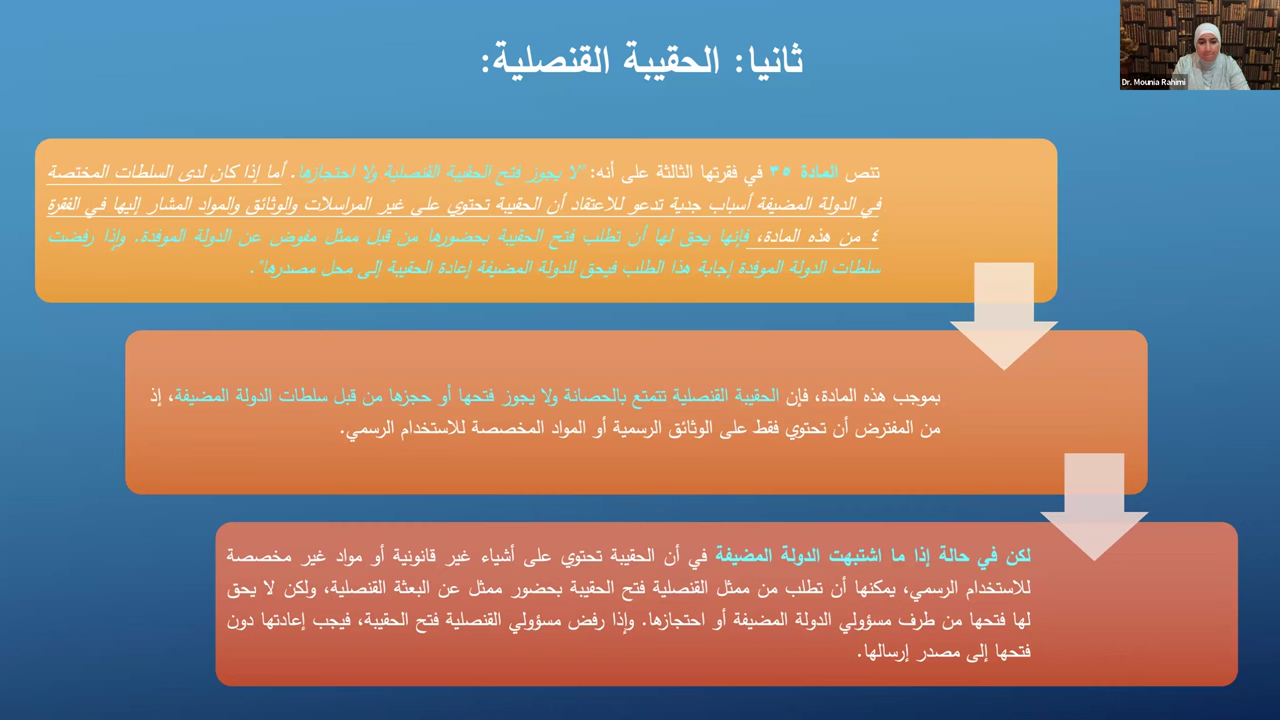 ثانيا: الحقيبة القنصلية:
Dr. Mounia Rahimi
تنص المادة ٣٥ في فقرتها الثالثة على أنه: "لا يجوز فتح الحقيبة القنصلية ولا احتجازها. أما إذا كان لدى السلطات المختصة
في الدولة المضيفة أسباب جدية تدعو للاعتقاد أن الحقيبة تحتوي على غير المراسلات والوثائق والمواد المشار إليها في الفقرة
٤ من هذه المادة، فإنها يحق لها أن تطلب فتح الحقيبة بحضورها من قبل ممثل مفوض عن الدولة الموفدة. وإذا رفضت
سلطات الدولة الموفدة إجابة هذا الطلب فيحق للدولة المضيفة إعادة الحقيبة إلى محل مصدرها".
بموجب هذه المادة، فإن الحقيبة القنصلية تتمتع بالحصانة ولا يجوز فتحها أو حجزها من قبل سلطات الدولة المضيفة، إذ
من المفترض أن تحتوي فقط على الوثائق الرسمية أو المواد المخصصة للاستخدام الرسمي.
لكن في حالة إذا ما اشتبهت الدولة المضيفة في أن الحقيبة تحتوي على أشياء غير قانونية أو مواد غير مخصصة
للاستخدام الرسمي، يمكنها أن تطلب من ممثل القنصلية فتح الحقيبة بحضور ممثل عن البعثة القنصلية، ولكن لا يحق
لها فتحها من طرف مسؤولي الدولة المضيفة أو احتجازها. وإذا رفض مسؤولي القنصلية فتح الحقيبة، فيجب إعادتها دون
فتحها إلى مصدر إرسالها.